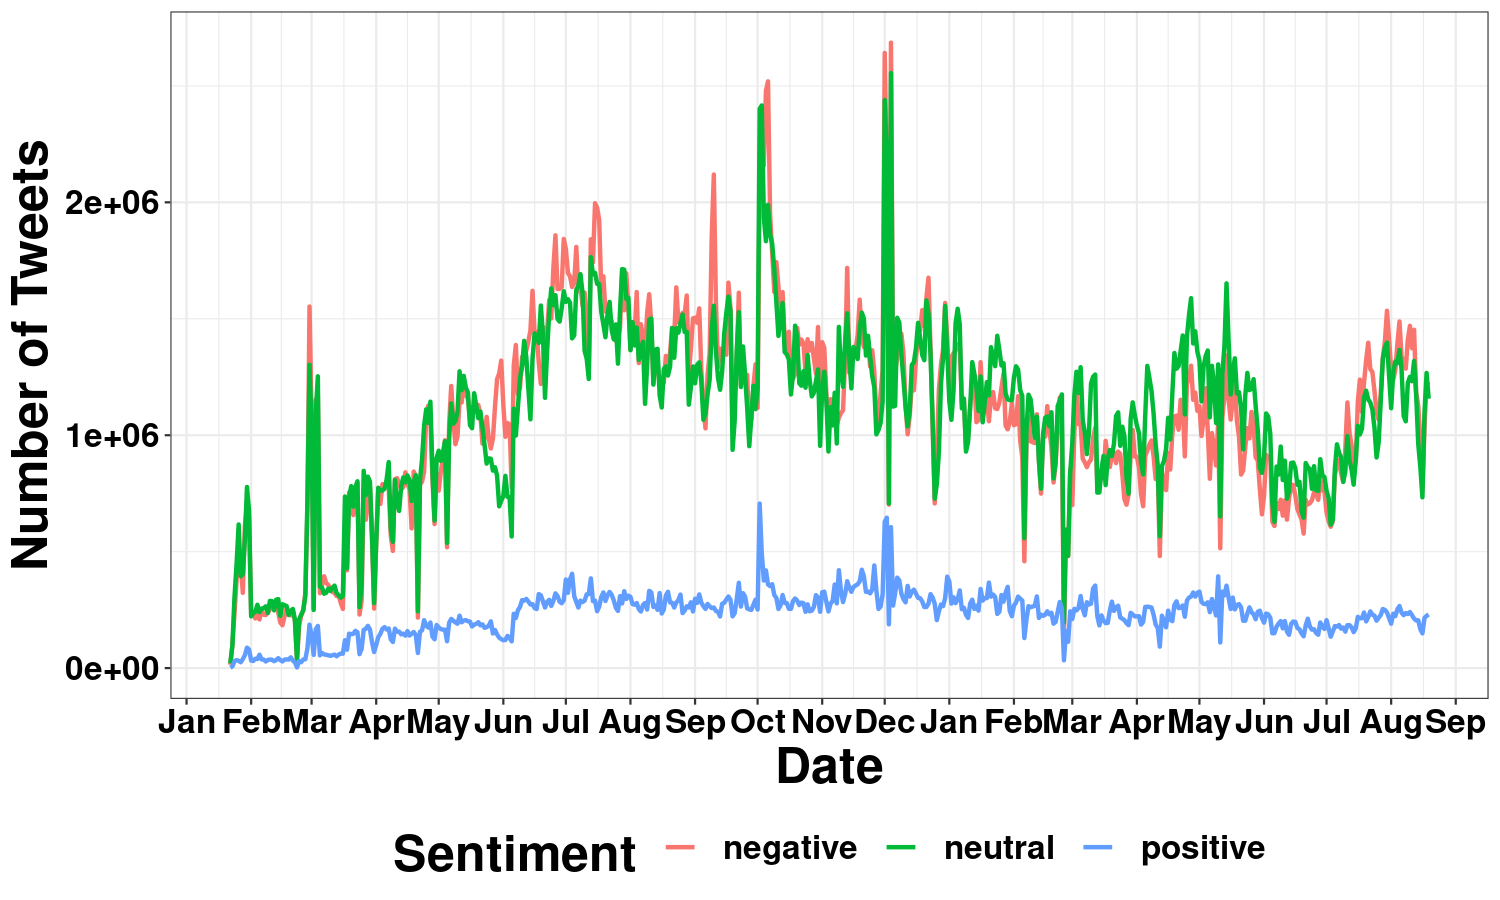 Number of Tweets
2e+06
1e+06
0e+00
Jan Feb Mar Apr May Jun Jul Aug Sep Oct Nov Dec Jan Feb Mar Apr May Jun Jul Aug Sep
Date
Sentiment negative neutral positive